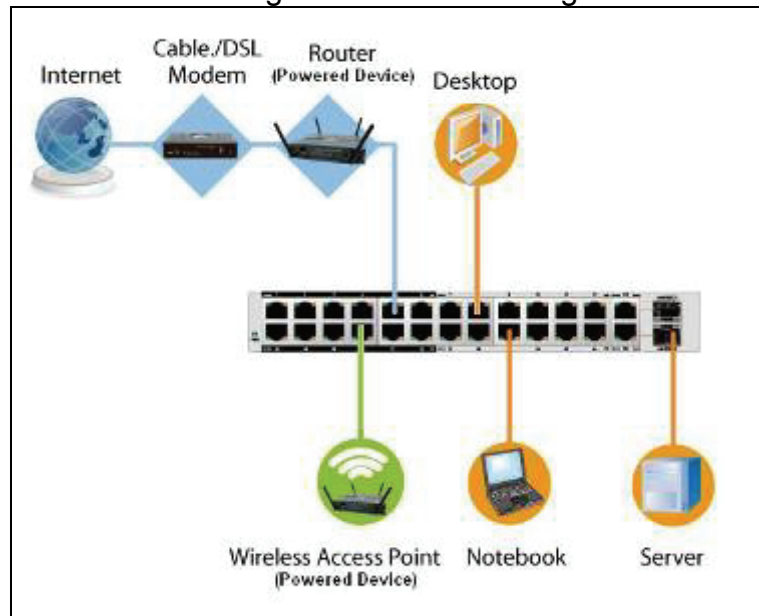 Internet
Cable./DSL
Modem
Router
(Powered Device)
Desktop
Wireless Access Point
(Powered Device)
Notebook
Server